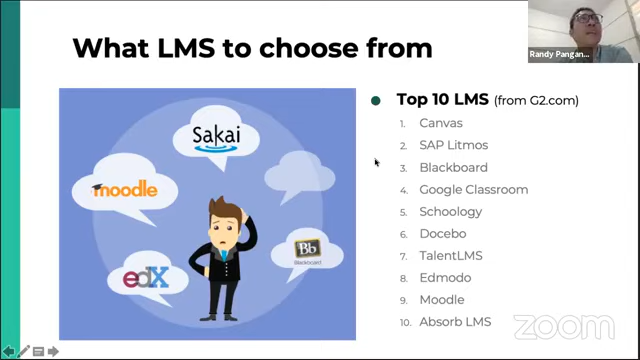 What LMS to choose from
Randy Pangan...
Sakai
moodle
edX
Bb
Blackboard
Top 10 LMS (from G2.com)
1. Canvas
2. SAP Litmos
3. Blackboard
4. Google Classroom
5. Schoology
6. Docebo
7. TalentLMS
8. Edmodo
9. Moodle
10. Absorb LMS
zoom